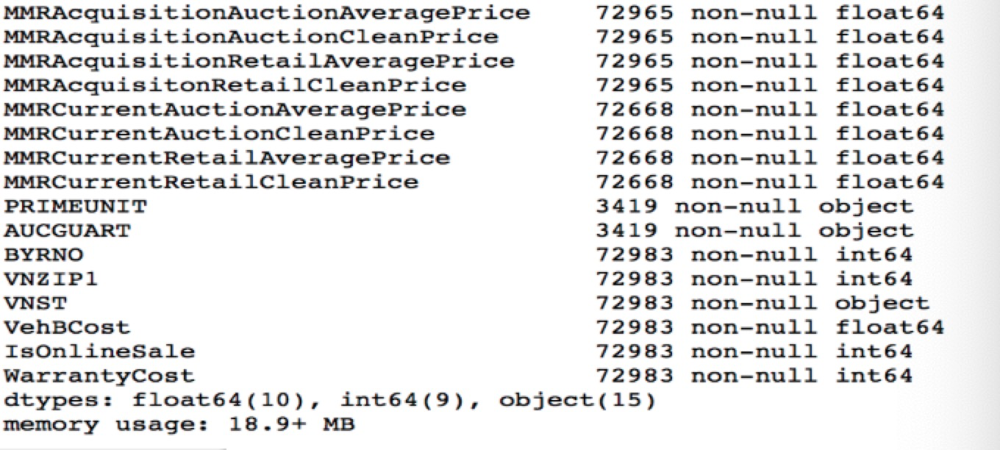 MMRAcquisitionAuctionAveragePrice 72965 non-null float64
MMRAcquisitionAuctionCleanPrice 72965 non-null float64
MMRAcquisitionRetailAveragePrice 72965 non-null float64
MMRAcquisitonRetailCleanPrice 72965 non-null float64
MMRCurrentAuctionAveragePrice 72668 non-null float64
MMRCurrentAuctionCleanPrice 72668 non-null float64
MMRCurrentRetailAveragePrice 72668 non-null float64
MMRCurrentRetailCleanPrice 72668 non-null float64
PRIMEUNIT 3419 non-null object
AUCGUART 3419 non-null object
BYRNO 72983 non-null int64
VNZIP1 72983 non-null int64
VNST 72983 non-null object
VehBCost 72983 non-null float64
IsOnlineSale 72983 non-null int64
WarrantyCost 72983 non-null int64
dtypes: float64(10), int64(9), object(15)
memory usage: 18.9+ MB